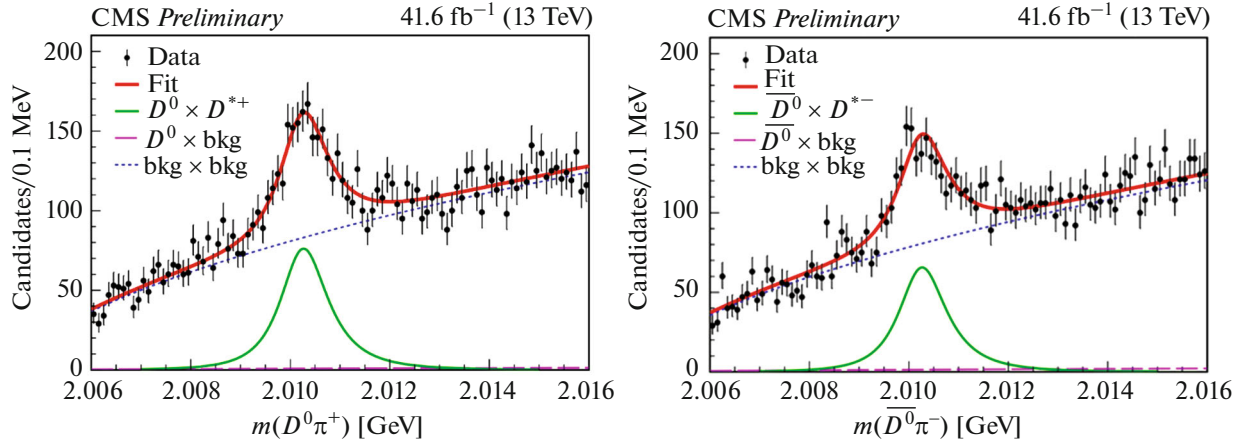 CMS Preliminary 41.6 fb⁻¹ (13 TeV)
200
150
100
50
0
Candidates/0.1 MeV
Data
Fit
D⁰ × D*⁺
D⁰ × bkg
bkg × bkg
2.006 2.008 2.010 2.012 2.014 2.016
m(D⁰π⁺) [GeV]
CMS Preliminary 41.6 fb⁻¹ (13 TeV)
200
150
100
50
0
Candidates/0.1 MeV
Data
Fit
D̅⁰ × D*⁻
D̅⁰ × bkg
bkg × bkg
2.006 2.008 2.010 2.012 2.014 2.016
m(D̅⁰π⁻) [GeV]